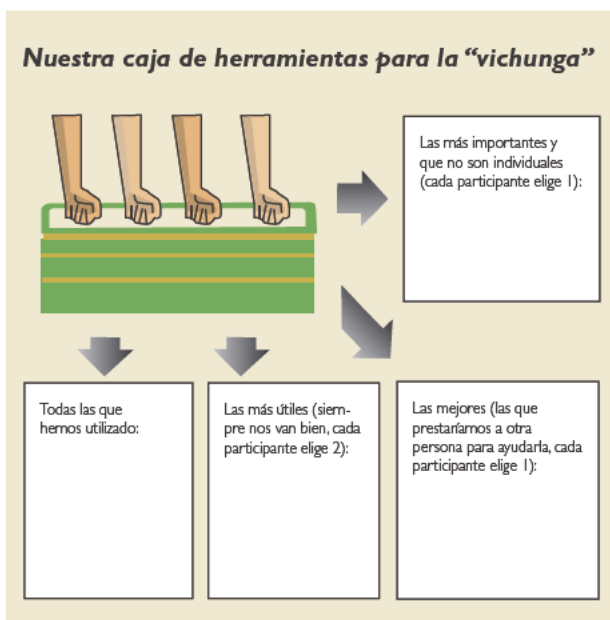 Nuestra caja de herramientas para la “vichunga”
Las más importantes y
que no son individuales
(cada participante elige 1):
Todas las que
hemos utilizado:
Las más útiles (siem-
pre nos van bien, cada
participante elige 2):
Las mejores (las que
prestaríamos a otra
persona para ayudarla, cada
participante elige 1):